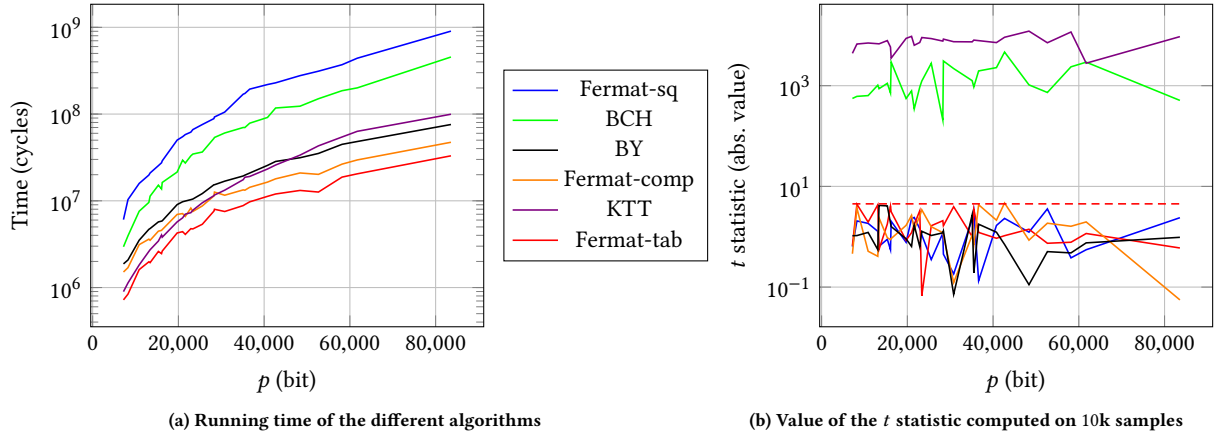 10^9
10^8
10^7
10^6
Time (cycles)
0
20,000
40,000
60,000
80,000
p (bit)
(a) Running time of the different algorithms
Fermat-sq
BCH
BY
Fermat-comp
KTT
Fermat-tab
10^3
10^1
10^−1
t statistic (abs. value)
0
20,000
40,000
60,000
80,000
p (bit)
(b) Value of the t statistic computed on 10k samples